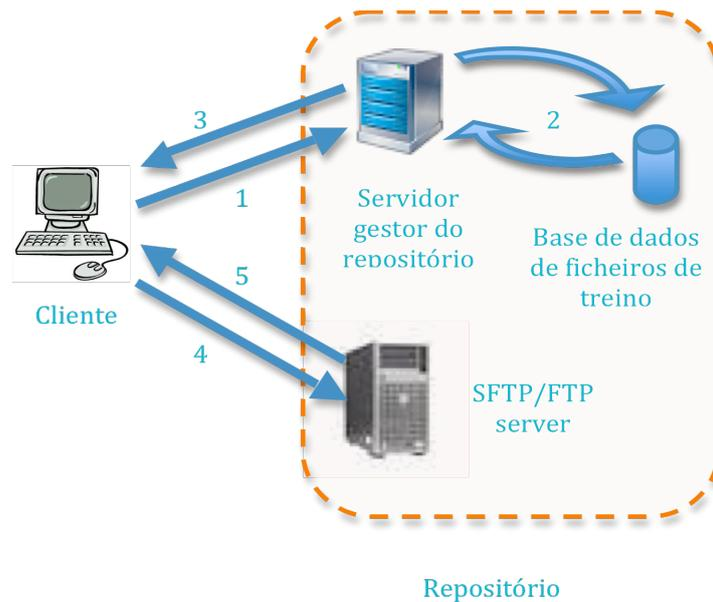 3
2
1
Servidor
gestor do
repositório
Base de dados
de ficheiros de
treino
Cliente
5
4
SFTP/FTP
server
Repositório